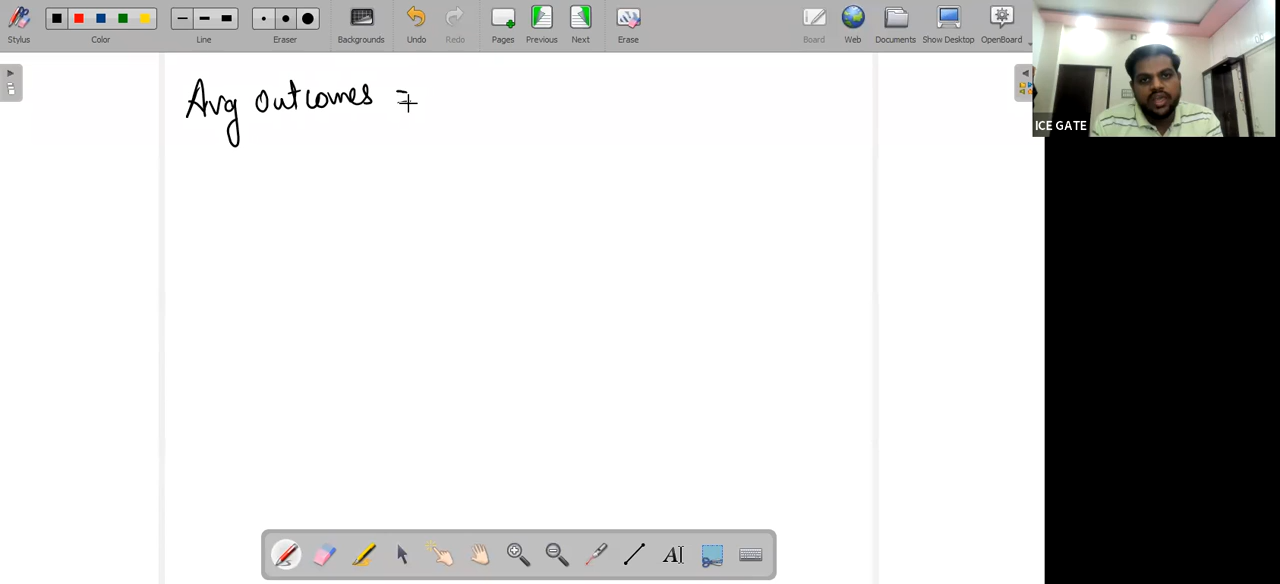 Stylus Color Line Eraser Backgrounds Undo Redo Pages Previous Next Erase Board Web Documents Show Desktop OpenBoard
Avg outcomes =
ICE GATE
A